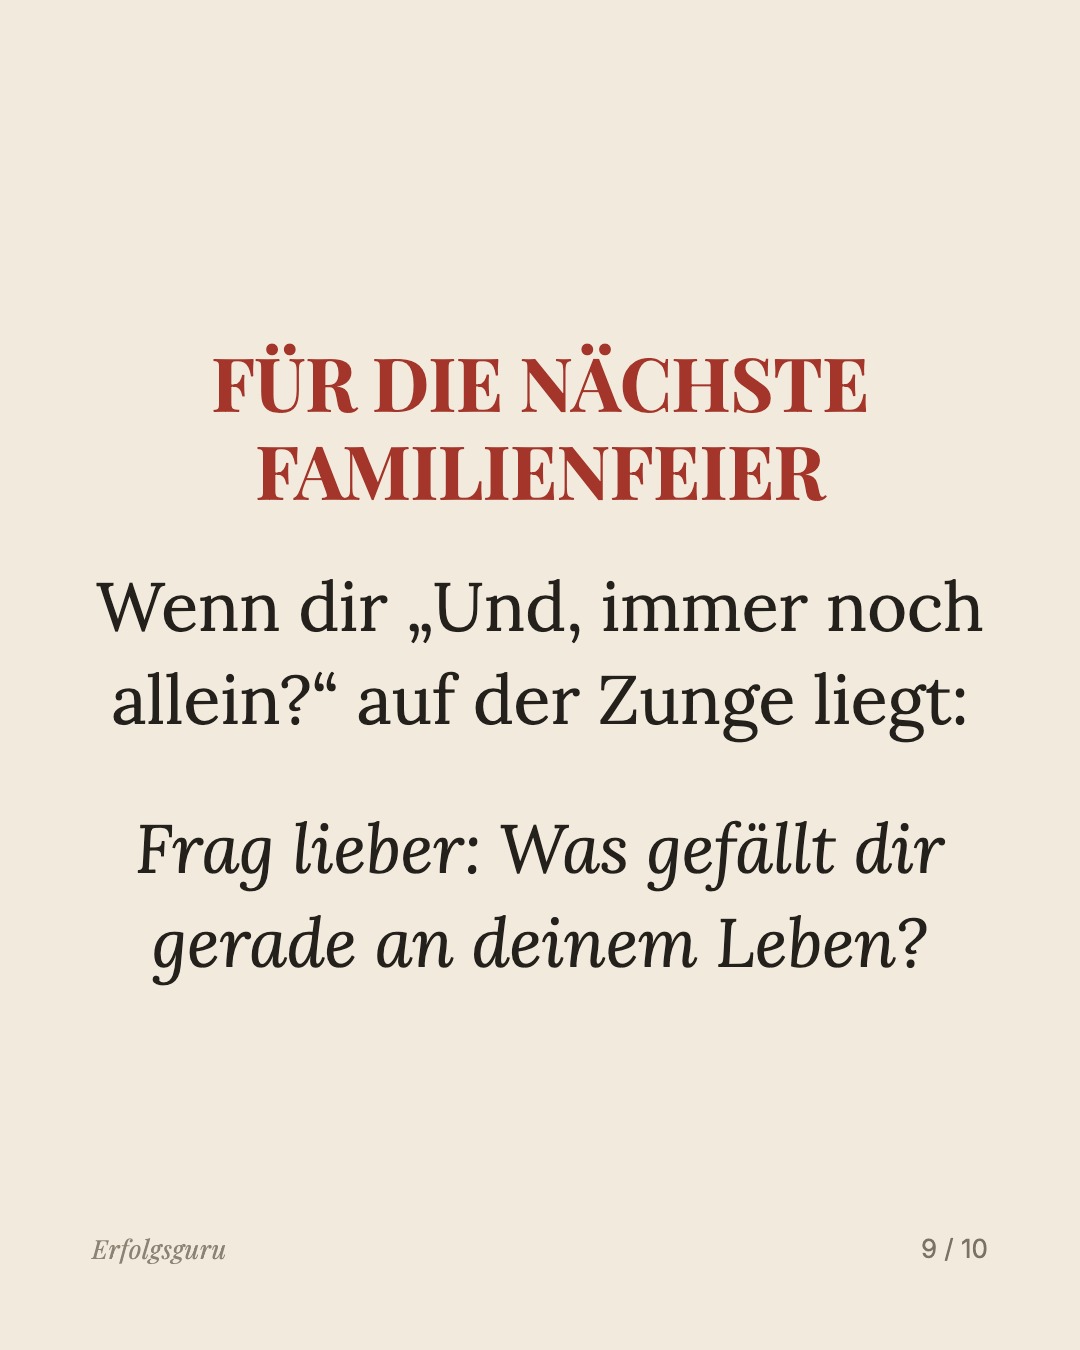 FÜR DIE NÄCHSTE
FAMILIENFEIER
Wenn dir „Und, immer noch
allein?“ auf der Zunge liegt:
Frag lieber: Was gefällt dir
gerade an deinem Leben?
Erfolgsguru
9 / 10